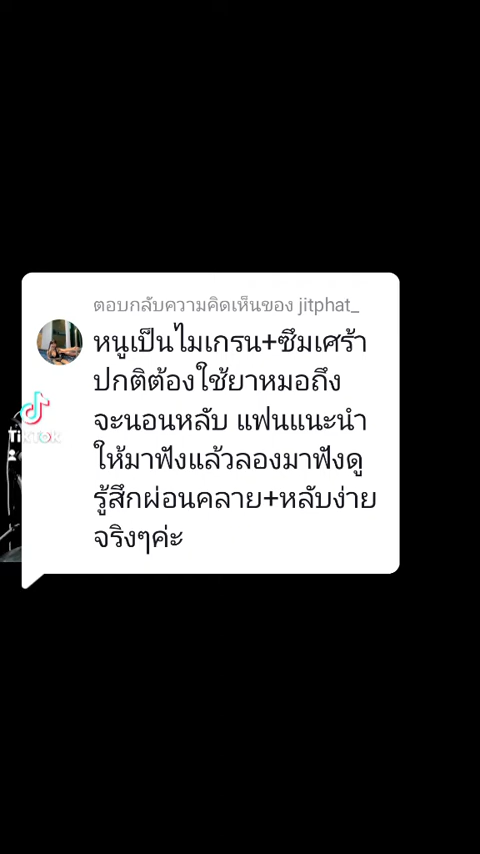 ตอบกลับความคิดเห็นของ jitphat_
หนูเป็นไมเกรน+ซึมเศร้า
ปกติต้องใช้ยาหมอถึง
จะนอนหลับ แฟนแนะนำ
ให้มาฟังแล้วลองมาฟังดู
รู้สึกผ่อนคลาย+หลับง่าย
จริงๆค่ะ
TikTok